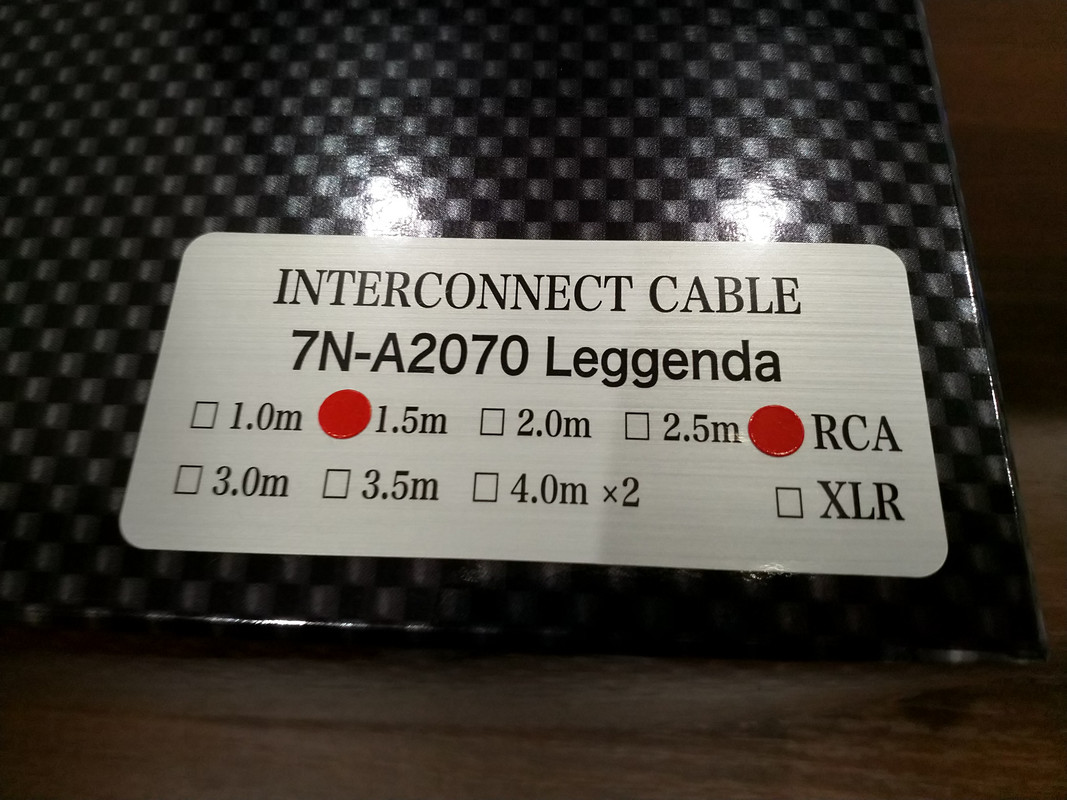 INTERCONNECT CABLE
7N-A2070 Leggenda
□ 1.0m 1.5m □ 2.0m □ 2.5m RCA
□ 3.0m □ 3.5m □ 4.0m ×2 □ XLR